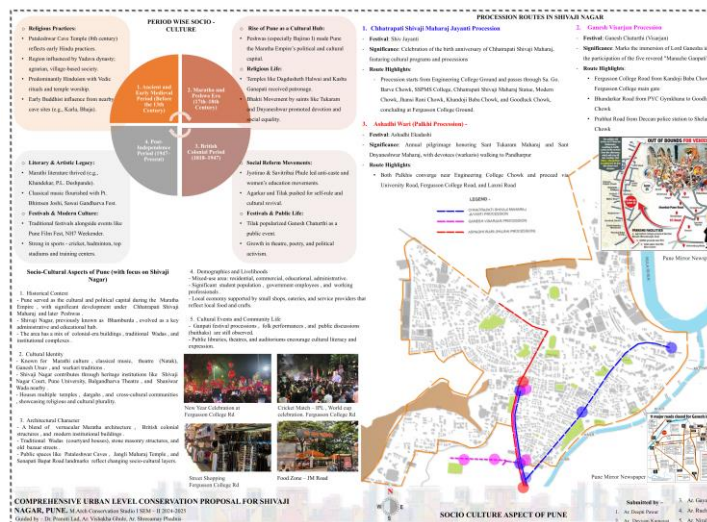 PERIOD WISE SOCIO - CULTURE
Religious Practices:
Pataleshwar Cave Temple (8th century) reflects early Hindu practices.
Region influenced by Yadava dynasty; agrarian, village-based society.
Predominantly Hinduism with Vedic rituals and temple worship.
Early Buddhist influence from nearby cave sites (e.g., Karla, Bhaja).
1. Ancient and Early Medieval Period (Before the 13th Century)
2. Maratha and Peshwa Era (17th-18th Century)
3. British Colonial Period (1818-1947)
4. Post-Independence Period (1947-Present)
Rise of Pune as a Cultural Hub:
Peshwas (especially Bajirao I) made Pune the Maratha Empire's political and cultural capital.
Religious Life:
Temples like Dagdusheth Halwai and Kasba Ganapati received patronage.
Bhakti Movement by saints like Tukaram and Dnyaneshwar promoted devotion and social equality.
Literary & Artistic Legacy:
Marathi literature thrived (e.g., Khandekar, P.L. Deshpande).
Classical music flourished with Pt. Bhimsen Joshi, Sawai Gandharva Fest.
Festivals & Modern Culture:
Traditional festivals alongside events like Pune Film Fest, NH7 Weekender.
Strong in sports - cricket, badminton, top stadiums and training centers.
Social Reform Movements:
Jyotirao & Savitribai Phule led anti-caste and women's education movements.
Agarkar and Tilak pushed for self-rule and cultural revival.
Festivals & Public Life:
Tilak popularized Ganesh Chaturthi as a public event.
Growth in theatre, poetry, and political activism.
Socio-Cultural Aspects of Pune (with focus on Shivaji Nagar)
1. Historical Context
- Pune served as the cultural and political capital during the Maratha Empire , with significant development under Chhatrapati Shivaji Maharaj and later Peshwas .
- Shivaji Nagar, previously known as Bhamburda , evolved as a key administrative and educational hub.
- The area has a mix of colonial-era buildings , traditional Wadas , and institutional complexes.
2. Cultural Identity
- Known for Marathi culture , classical music, theatre (Natak), Ganesh Utsav , and warkari traditions .
- Shivaji Nagar contributes through heritage institutions like Shivaji Nagar Court, Pune University, Balgandharva Theatre , and Shaniwar Wada nearby .
- Houses multiple temples , dargahs , and cross-cultural communities , showcasing religious and cultural plurality.
3. Architectural Character
- A blend of vernacular Maratha architecture , British colonial structures , and modern institutional buildings .
- Traditional Wadas (courtyard houses), stone masonry structures, and old bazaar streets .
- Public spaces like Pataleshwar Caves , Jangli Maharaj Temple , and Senapati Bapat Road landmarks reflect changing socio-cultural layers.
4. Demographics and Livelihoods
- Mixed-use area: residential, commercial, educational, administrative.
- Significant student population , government employees , and working professionals .
- Local economy supported by small shops, eateries, and service providers that reflect local food and crafts.
5. Cultural Events and Community Life
- Ganpati festival processions , folk performances , and public discussions (baithaks) are still observed.
- Public libraries, theatres, and auditoriums encourage cultural literacy and expression.
New Year Celebration at Fergusson College Rd
Cricket Match - IPL , World cup celebration. Fergusson College Rd
Street Shopping Fergusson College Rd
Food Zone – JM Road
COMPREHENSIVE URBAN LEVEL CONSERVATION PROPOSAL FOR SHIVAJI NAGAR, PUNE.
PROCESSION ROUTES IN SHIVAJI NAGAR
1. Chhatrapati Shivaji Maharaj Jayanti Procession
Festival: Shiv Jayanti
Significance: Celebration of the birth anniversary of Chhatrapati Shivaji Maharaj, featuring cultural programs and processions
Route Highlights
Procession starts from Engineering College Ground and passes through Sa. Go. Barve Chowk, SSPMS College, Chhatrapati Shivaji Maharaj Statue, Modern Chowk, Jhansi Rani Chowk, Khandoji Baba Chowk, and Goodluck Chowk, concluding at Fergusson College Ground.
3. Ashadhi Wari (Palkhi Procession) -
Festival: Ashadhi Ekadashi
Significance: Annual pilgrimage honoring Sant Tukaram Maharaj and Sant Dnyaneshwar Maharaj, with devotees (warkaris) walking to Pandharpur
Route Highlights
Both Palkhis converge near Engineering College Chowk and proceed via University Road, Fergusson College Road, and Laxmi Road
2. Ganesh Visarjan Procession
Festival: Ganesh Chaturthi (Visarjan)
Significance: Marks the immersion of Lord Ganesha
the participation of the five revered "Manache Ganpati"
Route Highlights
Fergusson College Road from Khandoji Baba
Fergusson College main gate
Bhandarkar Road from PVC Gymkhana to Goodluck Chowk
Prabhat Road from Deccan police station to
Chowk
OUT OF BOUNDS FOR
Pune Mirror
LEGEND -
Pune Mirror Newspaper
SOCIO CULTURE ASPECT OF PUNE
Submitted by –